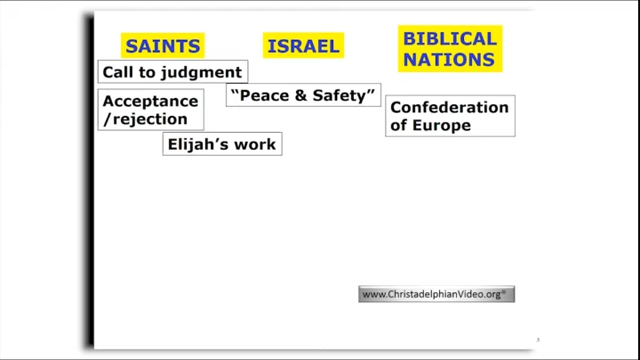 SAINTS
ISRAEL
BIBLICAL
NATIONS
Call to judgment
Acceptance
/rejection
"Peace & Safety"
Confederation
of Europe
Elijah's work
www.ChristadelphianVideo.org®